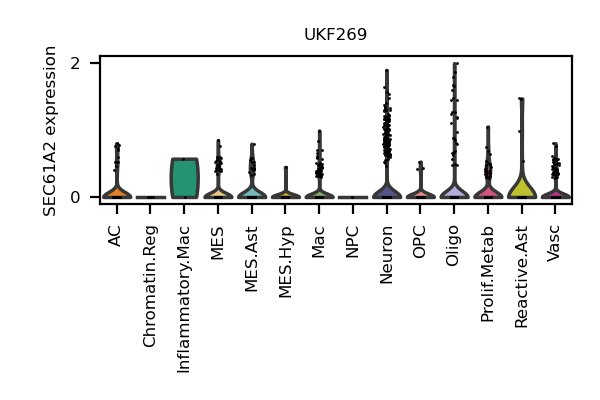 UKF269
SEC61A2 expression
2
0
AC
Chromatin.Reg
Inflammatory.Mac
MES
MES.Ast
MES.Hyp
Mac
NPC
Neuron
OPC
Oligo
Prolif.Metab
Reactive.Ast
Vasc